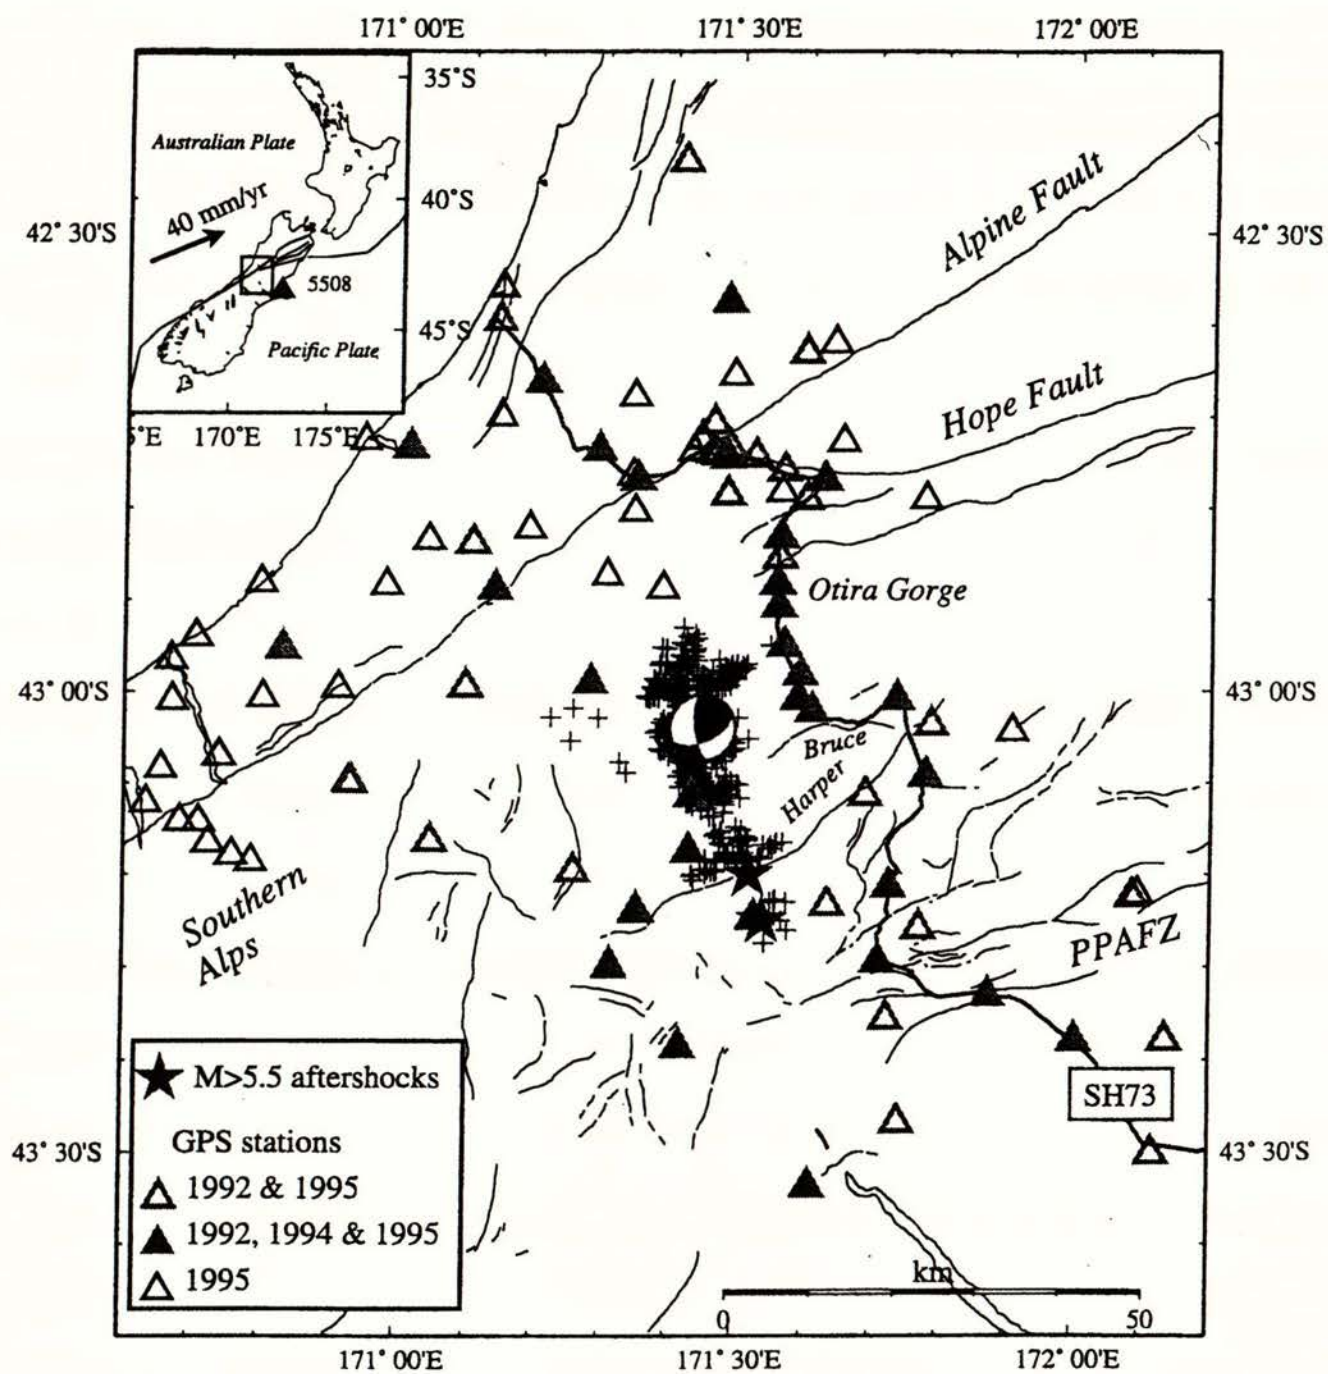 171° 00'E
171° 30'E
172° 00'E
35°S
Australian Plate
40°S
40 mm/yr
42° 30'S
42° 30'S
Alpine Fault
5508
45°S
Pacific Plate
5°E
170°E
175°E
Hope Fault
Otira Gorge
43° 00'S
43° 00'S
Bruce
Harper
Southern
Alps
PPAFZ
M>5.5 aftershocks
SH73
GPS stations
43° 30'S
43° 30'S
1992 & 1995
1992, 1994 & 1995
1995
km
0
50
171° 00'E
171° 30'E
172° 00'E